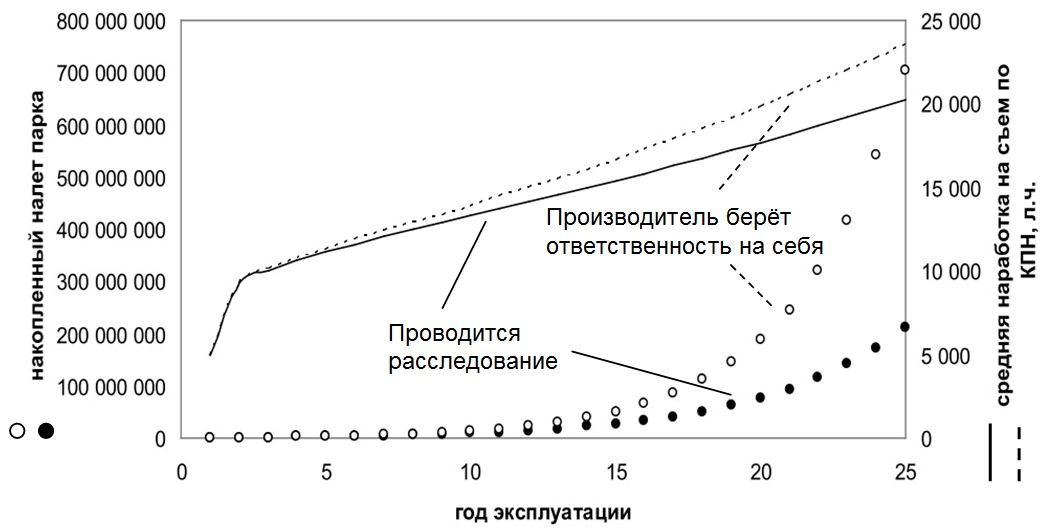 800 000 000
700 000 000
600 000 000
500 000 000
400 000 000
300 000 000
200 000 000
100 000 000
0
накопленный налет парка
25 000
20 000
15 000
10 000
5 000
0
средняя наработка на съем по
КПН, л.ч.
Производитель берёт
ответственность на себя
Проводится
расследование
0
5
10
15
20
25
год эксплуатации